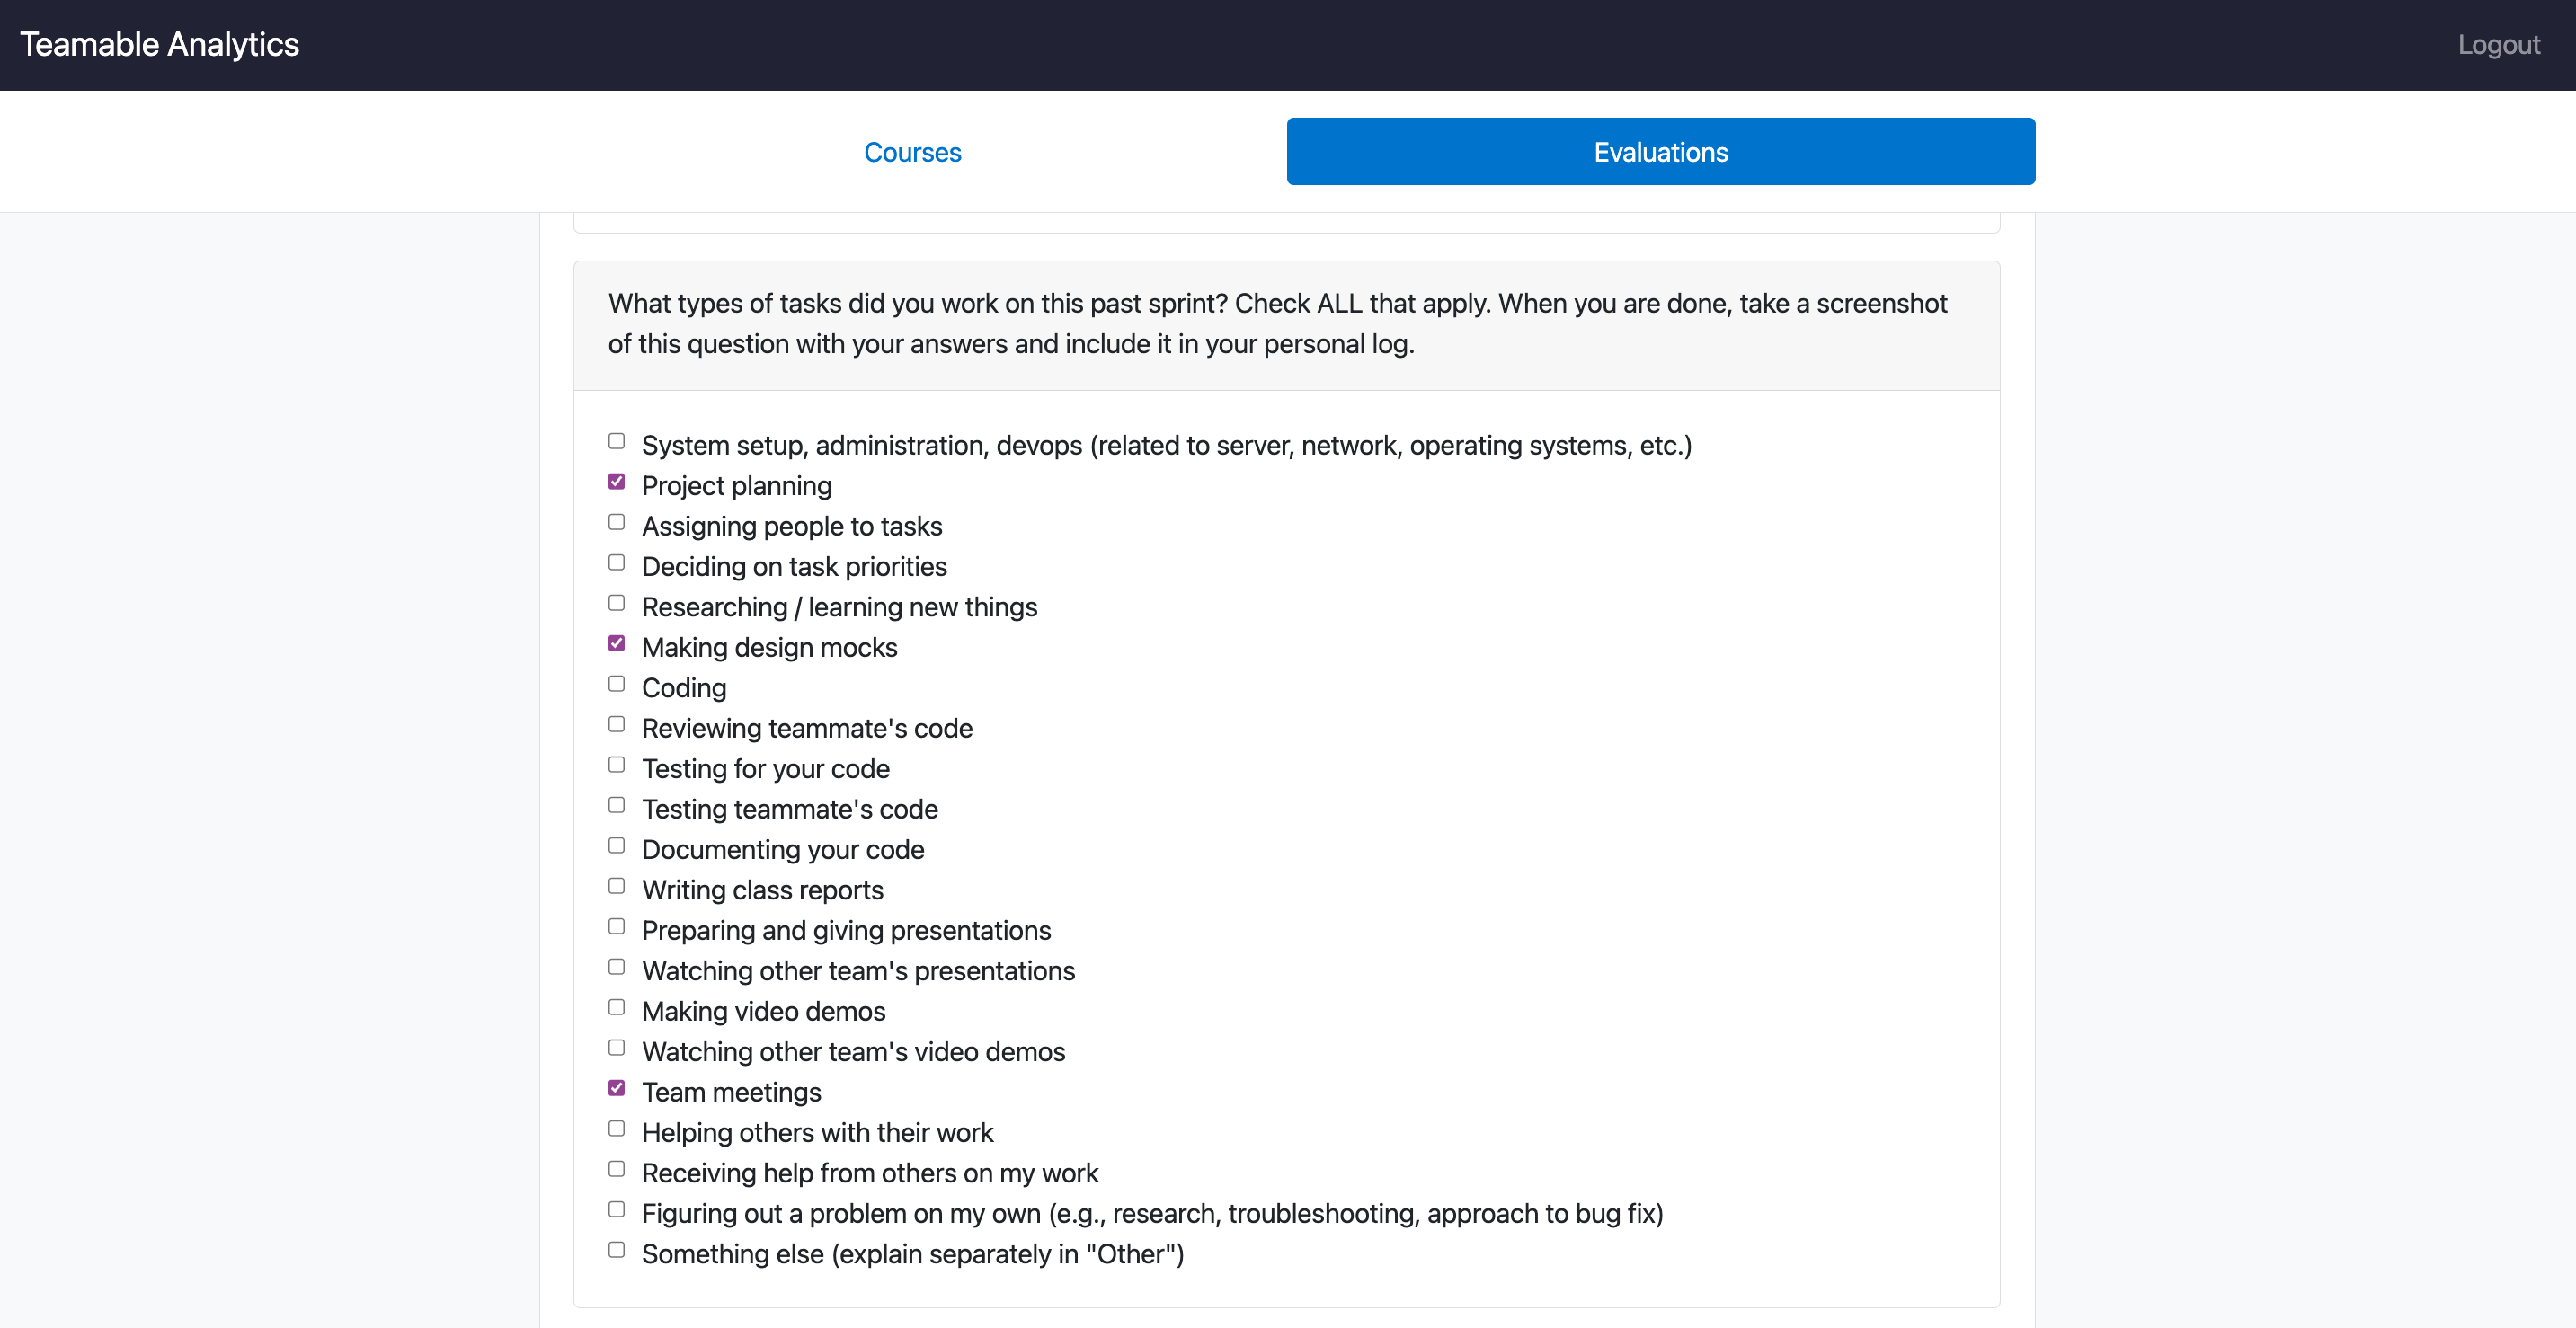 Teamable Analytics
Logout
Courses
Evaluations
What types of tasks did you work on this past sprint? Check ALL that apply. When you are done, take a screenshot
of this question with your answers and include it in your personal log.
System setup, administration, devops (related to server, network, operating systems, etc.)
Project planning
Assigning people to tasks
Deciding on task priorities
Researching / learning new things
Making design mocks
Coding
Reviewing teammate's code
Testing for your code
Testing teammate's code
Documenting your code
Writing class reports
Preparing and giving presentations
Watching other team's presentations
Making video demos
Watching other team's video demos
Team meetings
Helping others with their work
Receiving help from others on my work
Figuring out a problem on my own (e.g., research, troubleshooting, approach to bug fix)
Something else (explain separately in "Other")